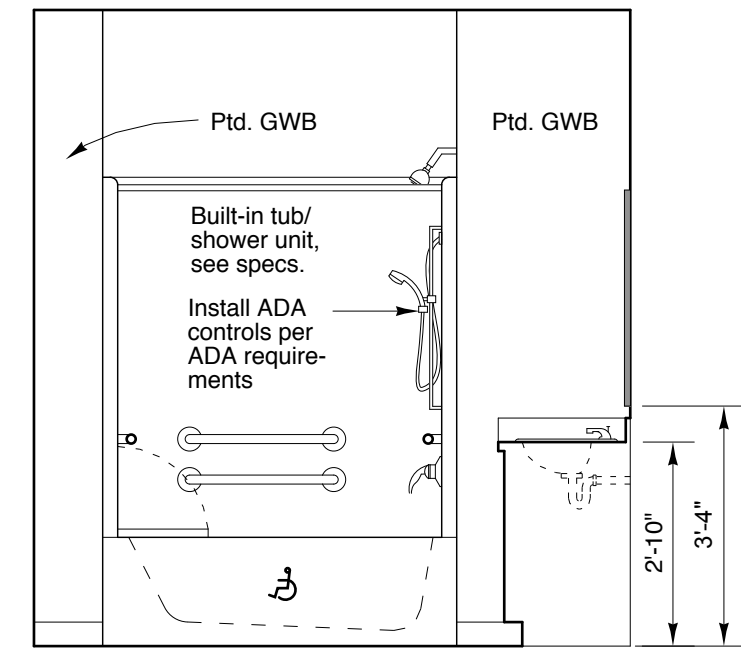 Ptd. GWB
Ptd. GWB
Built-in tub/
shower unit,
see specs.
Install ADA
controls per
ADA require-
ments
2'-10"
3'-4"